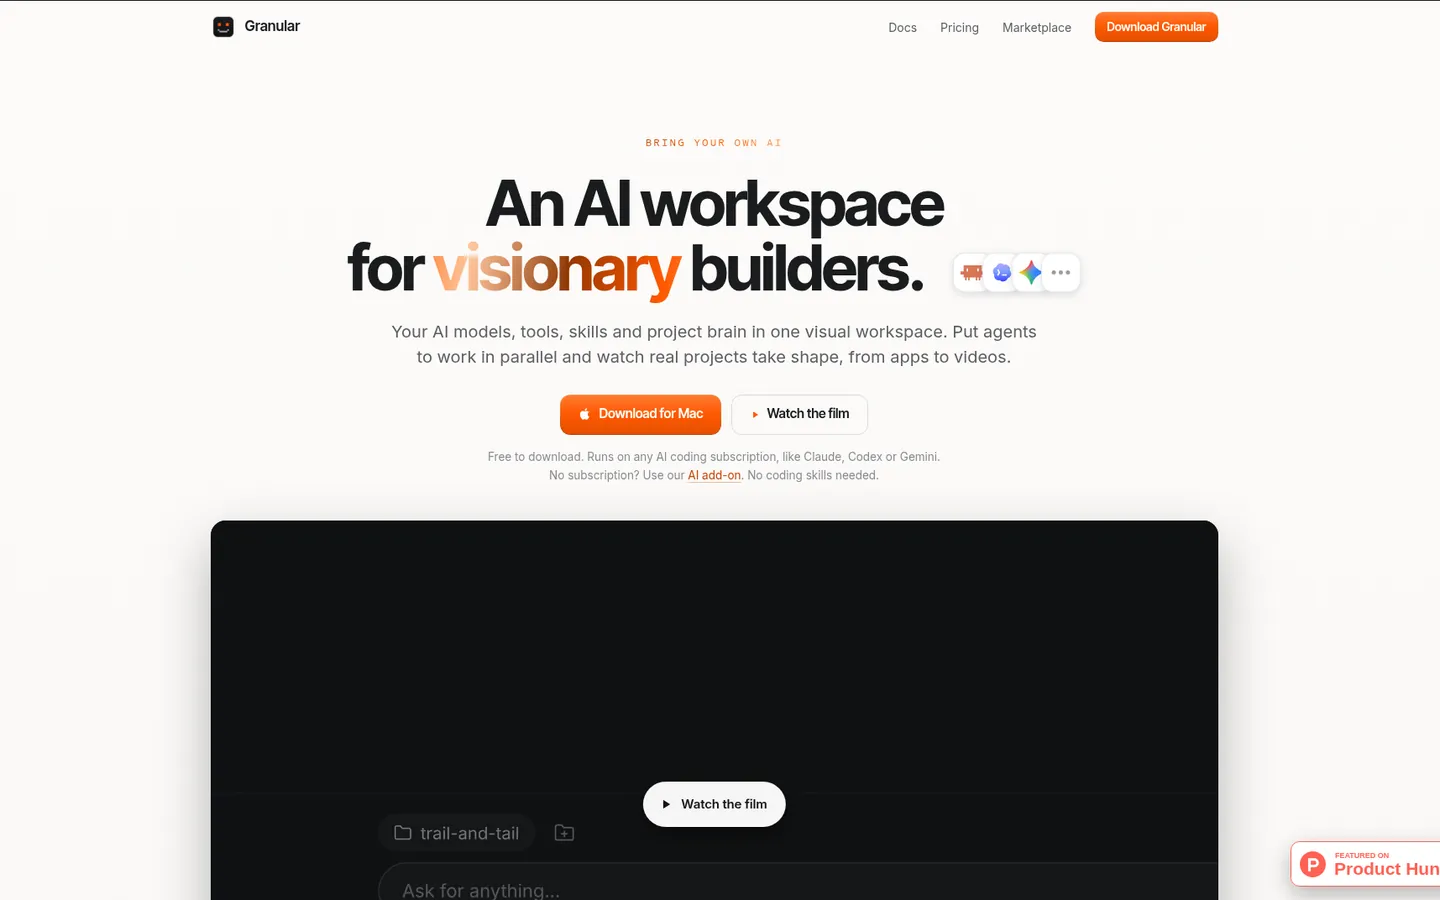 Granular
Docs
Pricing
Marketplace
Download Granular
BRING YOUR OWN AI
An AI workspace
for visionary builders.
Your AI models, tools, skills and project brain in one visual workspace. Put agents
to work in parallel and watch real projects take shape, from apps to videos.
Download for Mac
Watch the film
Free to download. Runs on any AI coding subscription, like Claude, Codex or Gemini.
No subscription? Use our AI add-on. No coding skills needed.
Watch the film
trail-and-tail
Ask for anything...
FEATURED ON
Product Hun